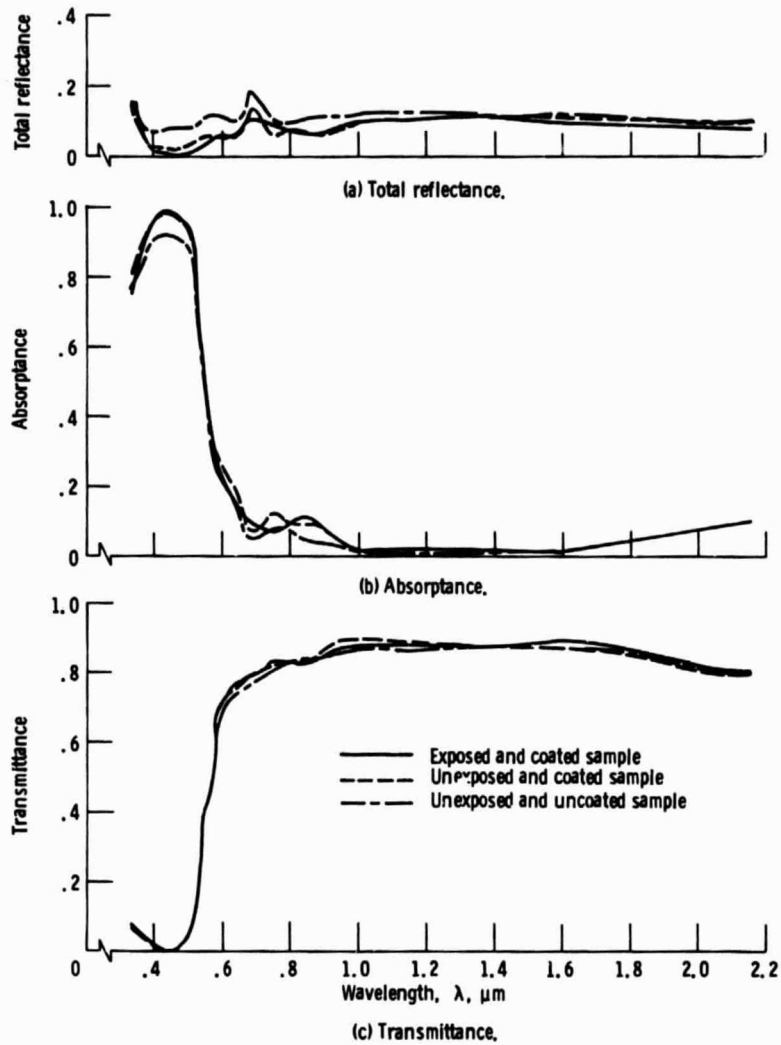 .4
.2
0
Total reflectance
(a) Total reflectance.
1.0
.8
.6
.4
.2
0
Absorptance
(b) Absorptance.
1.0
.8
.6
.4
.2
0
Transmittance
Exposed and coated sample
Unexposed and coated sample
Unexposed and uncoated sample
.4 .6 .8 1.0 1.2 1.4 1.6 1.8 2.0 2.2
Wavelength, λ, μm
(c) Transmittance.